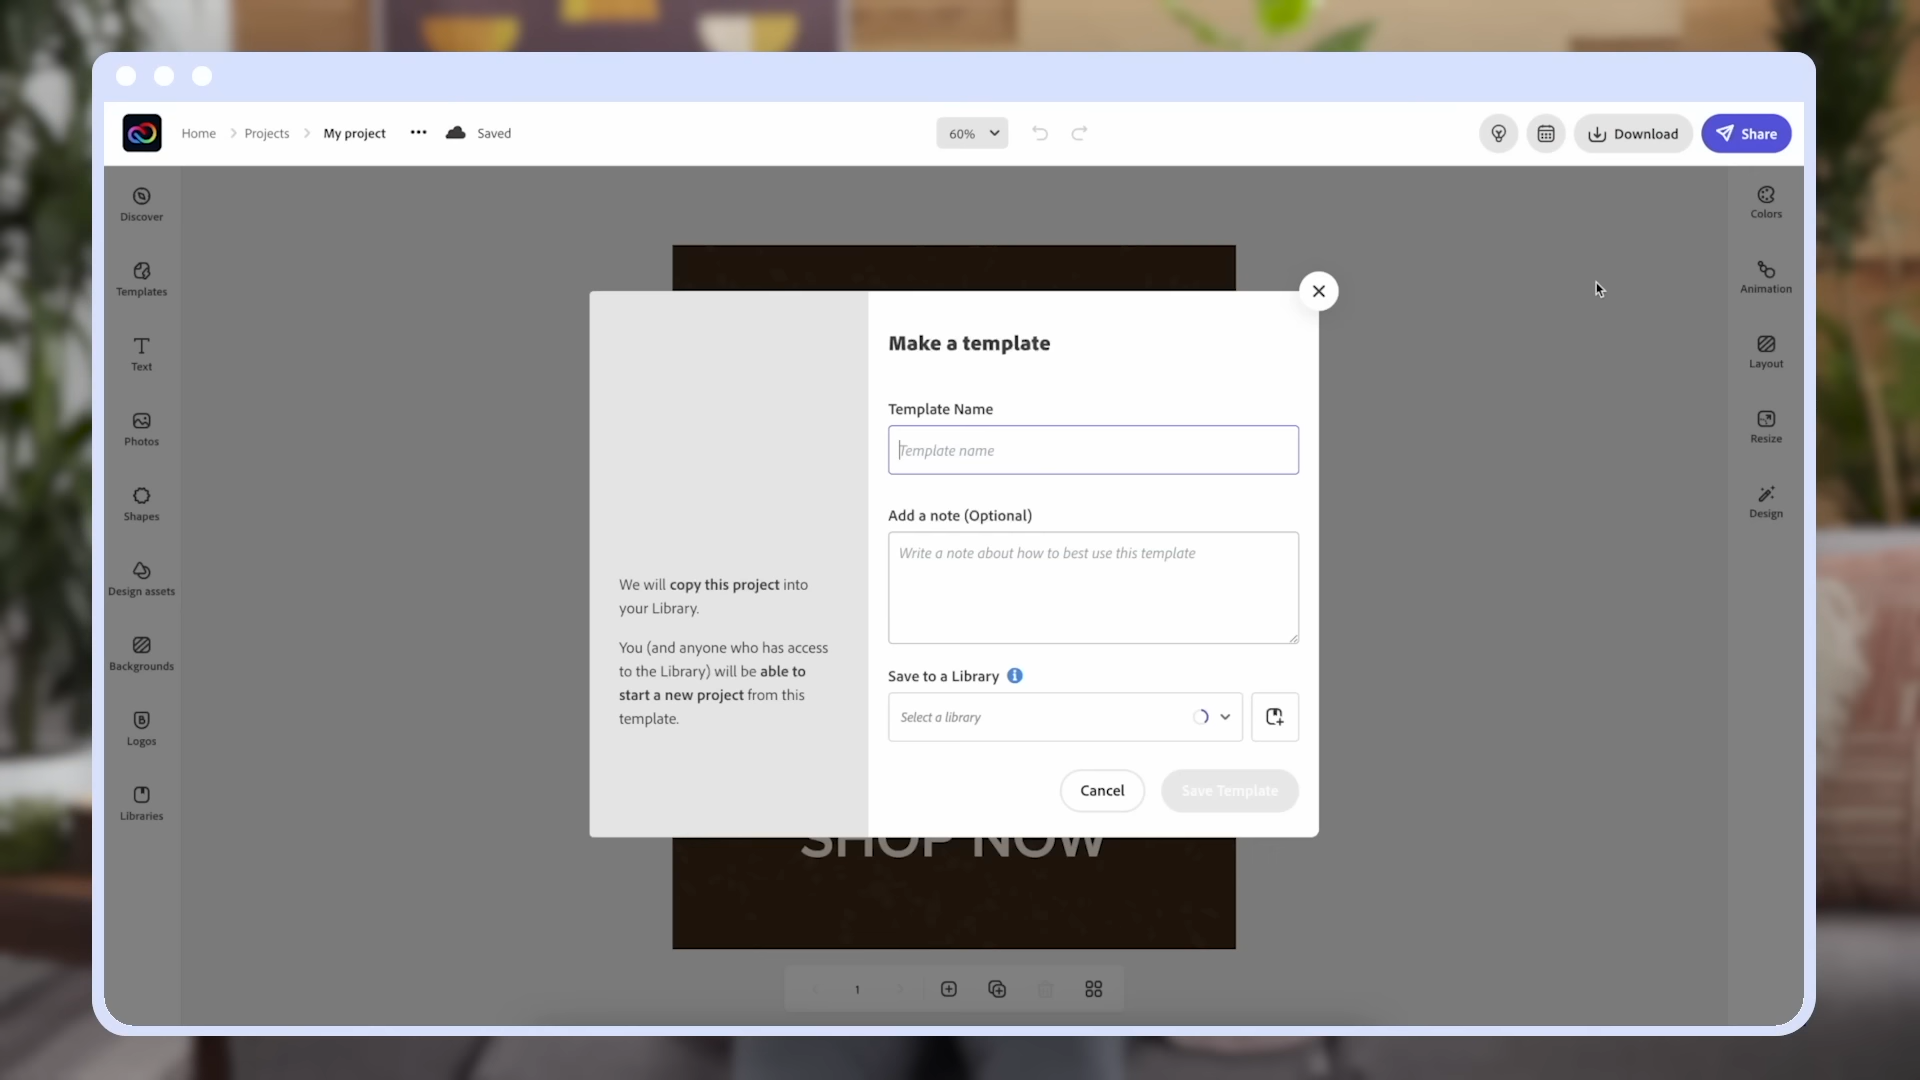 Home
Projects
My project
Saved
60%
Download
Share
Discover
Templates
Text
Photos
Shapes
Design assets
Backgrounds
Logos
Libraries
Colors
Animation
Layout
Resize
Design
We will copy this project into
your Library.
You (and anyone who has access
to the Library) will be able to
start a new project from this
template.
Make a template
Template Name
Template name
Add a note (Optional)
Write a note about how to best use this template
Save to a Library
Select a library
Cancel
Save Template
SHOP NOW
1